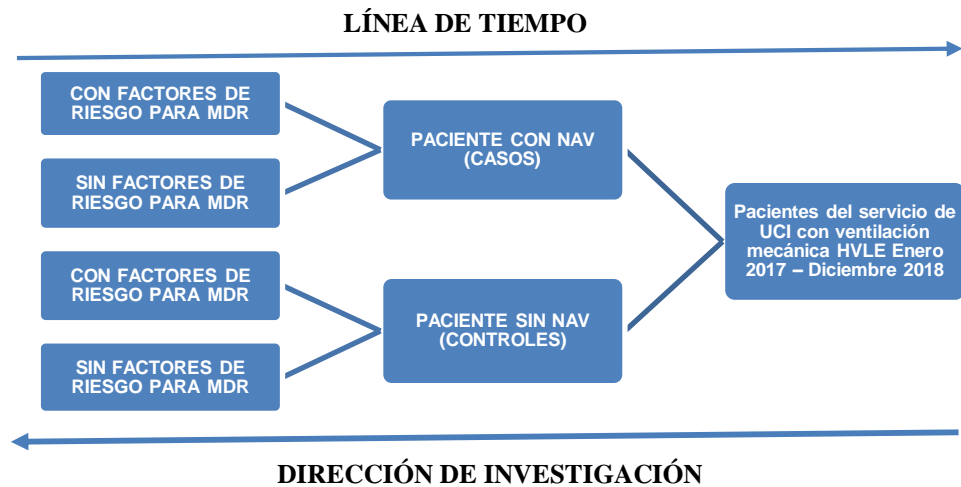 LÍNEA DE TIEMPO
CON FACTORES DE
RIESGO PARA MDR
SIN FACTORES DE
RIESGO PARA MDR
CON FACTORES DE
RIESGO PARA MDR
SIN FACTORES DE
RIESGO PARA MDR
PACIENTE CON NAV
(CASOS)
PACIENTE SIN NAV
(CONTROLES)
Pacientes del servicio de
UCI con ventilación
mecánica HVLE Enero
2017 – Diciembre 2018
DIRECCIÓN DE INVESTIGACIÓN